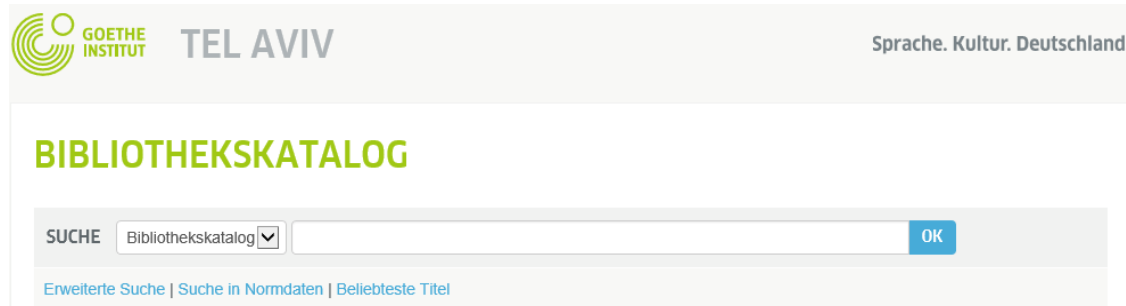 GOETHE
INSTITUT
TEL AVIV
Sprache. Kultur. Deutschland
BIBLIOTHEKSKATALOG
SUCHE Bibliothekskatalog OK
Erweiterte Suche | Suche in Normdaten | Beliebteste Titel